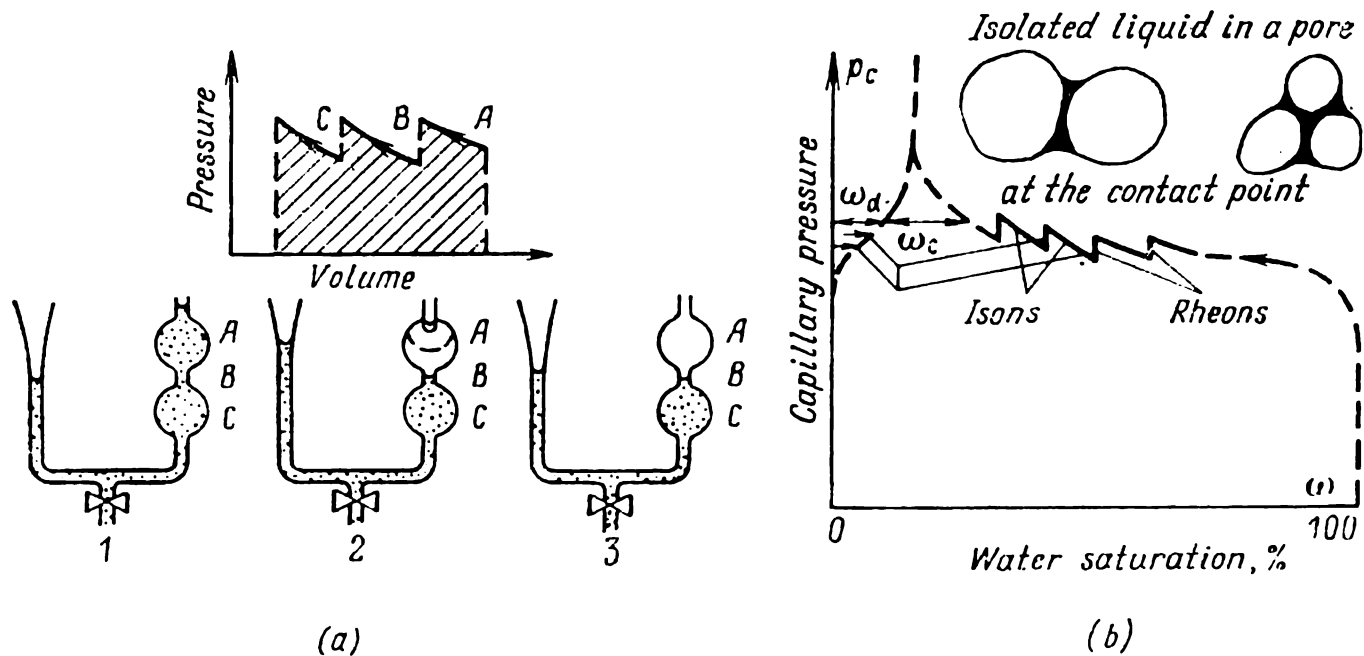 Pressure
C
B
A
Volume
A
B
C
A
B
C
A
B
C
1
2
3
(a)
Isolated liquid in a pore
at the contact point
Capillary pressure
p_c
ω_d
ω_c
Isons
Rheons
0
100
Water saturation, %
(b)